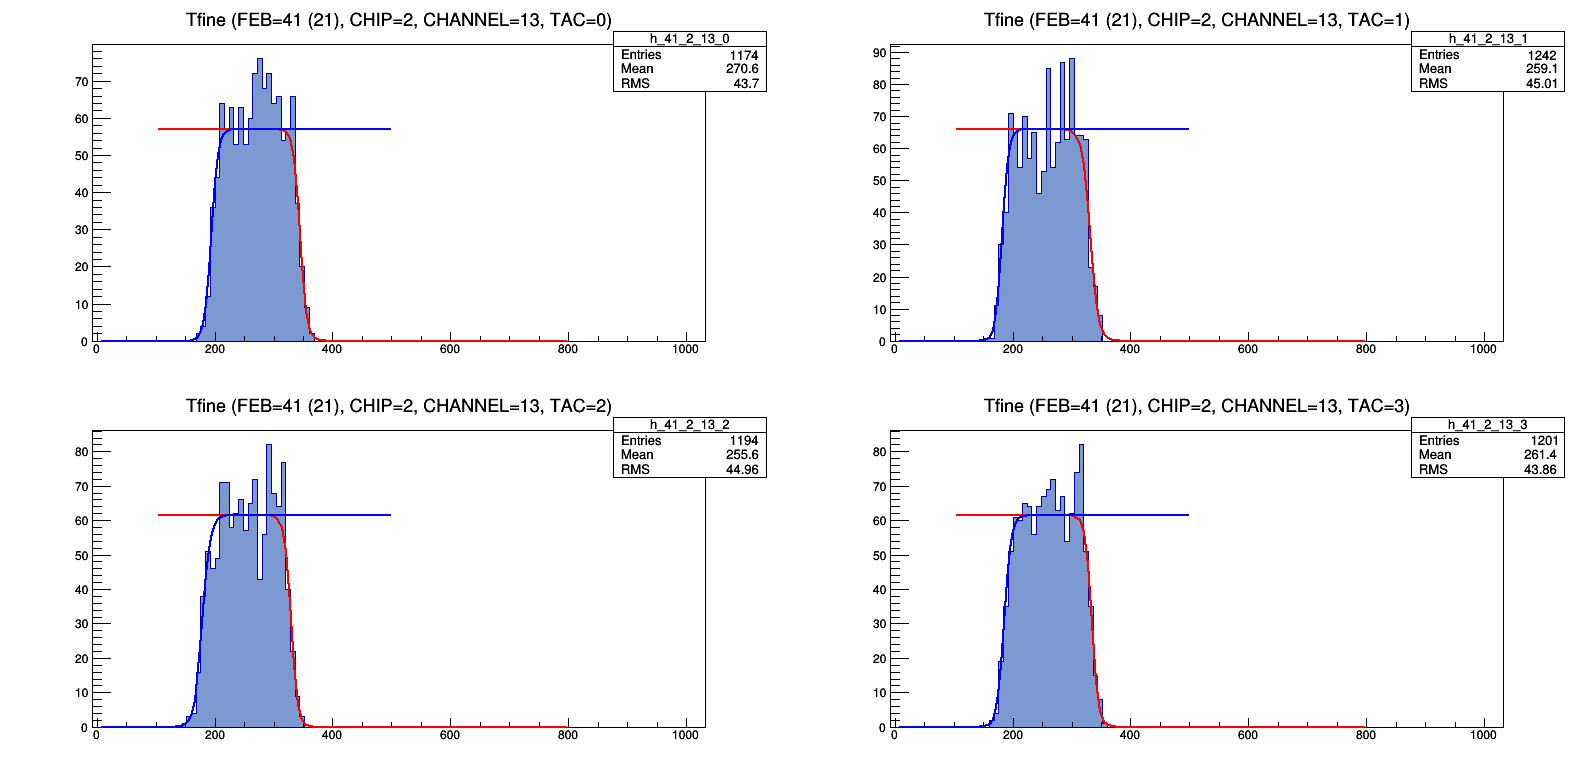 Tfine (FEB=41 (21), CHIP=2, CHANNEL=13, TAC=0)
h_41_2_13_0
Entries 1174
Mean 270.6
RMS 43.7
70
60
50
40
30
20
10
0
0 200 400 600 800 1000
Tfine (FEB=41 (21), CHIP=2, CHANNEL=13, TAC=1)
h_41_2_13_1
Entries 1242
Mean 259.1
RMS 45.01
90
80
70
60
50
40
30
20
10
0
0 200 400 600 800 1000
Tfine (FEB=41 (21), CHIP=2, CHANNEL=13, TAC=2)
h_41_2_13_2
Entries 1194
Mean 255.6
RMS 44.96
80
70
60
50
40
30
20
10
0
0 200 400 600 800 1000
Tfine (FEB=41 (21), CHIP=2, CHANNEL=13, TAC=3)
h_41_2_13_3
Entries 1201
Mean 261.4
RMS 43.86
80
70
60
50
40
30
20
10
0
0 200 400 600 800 1000